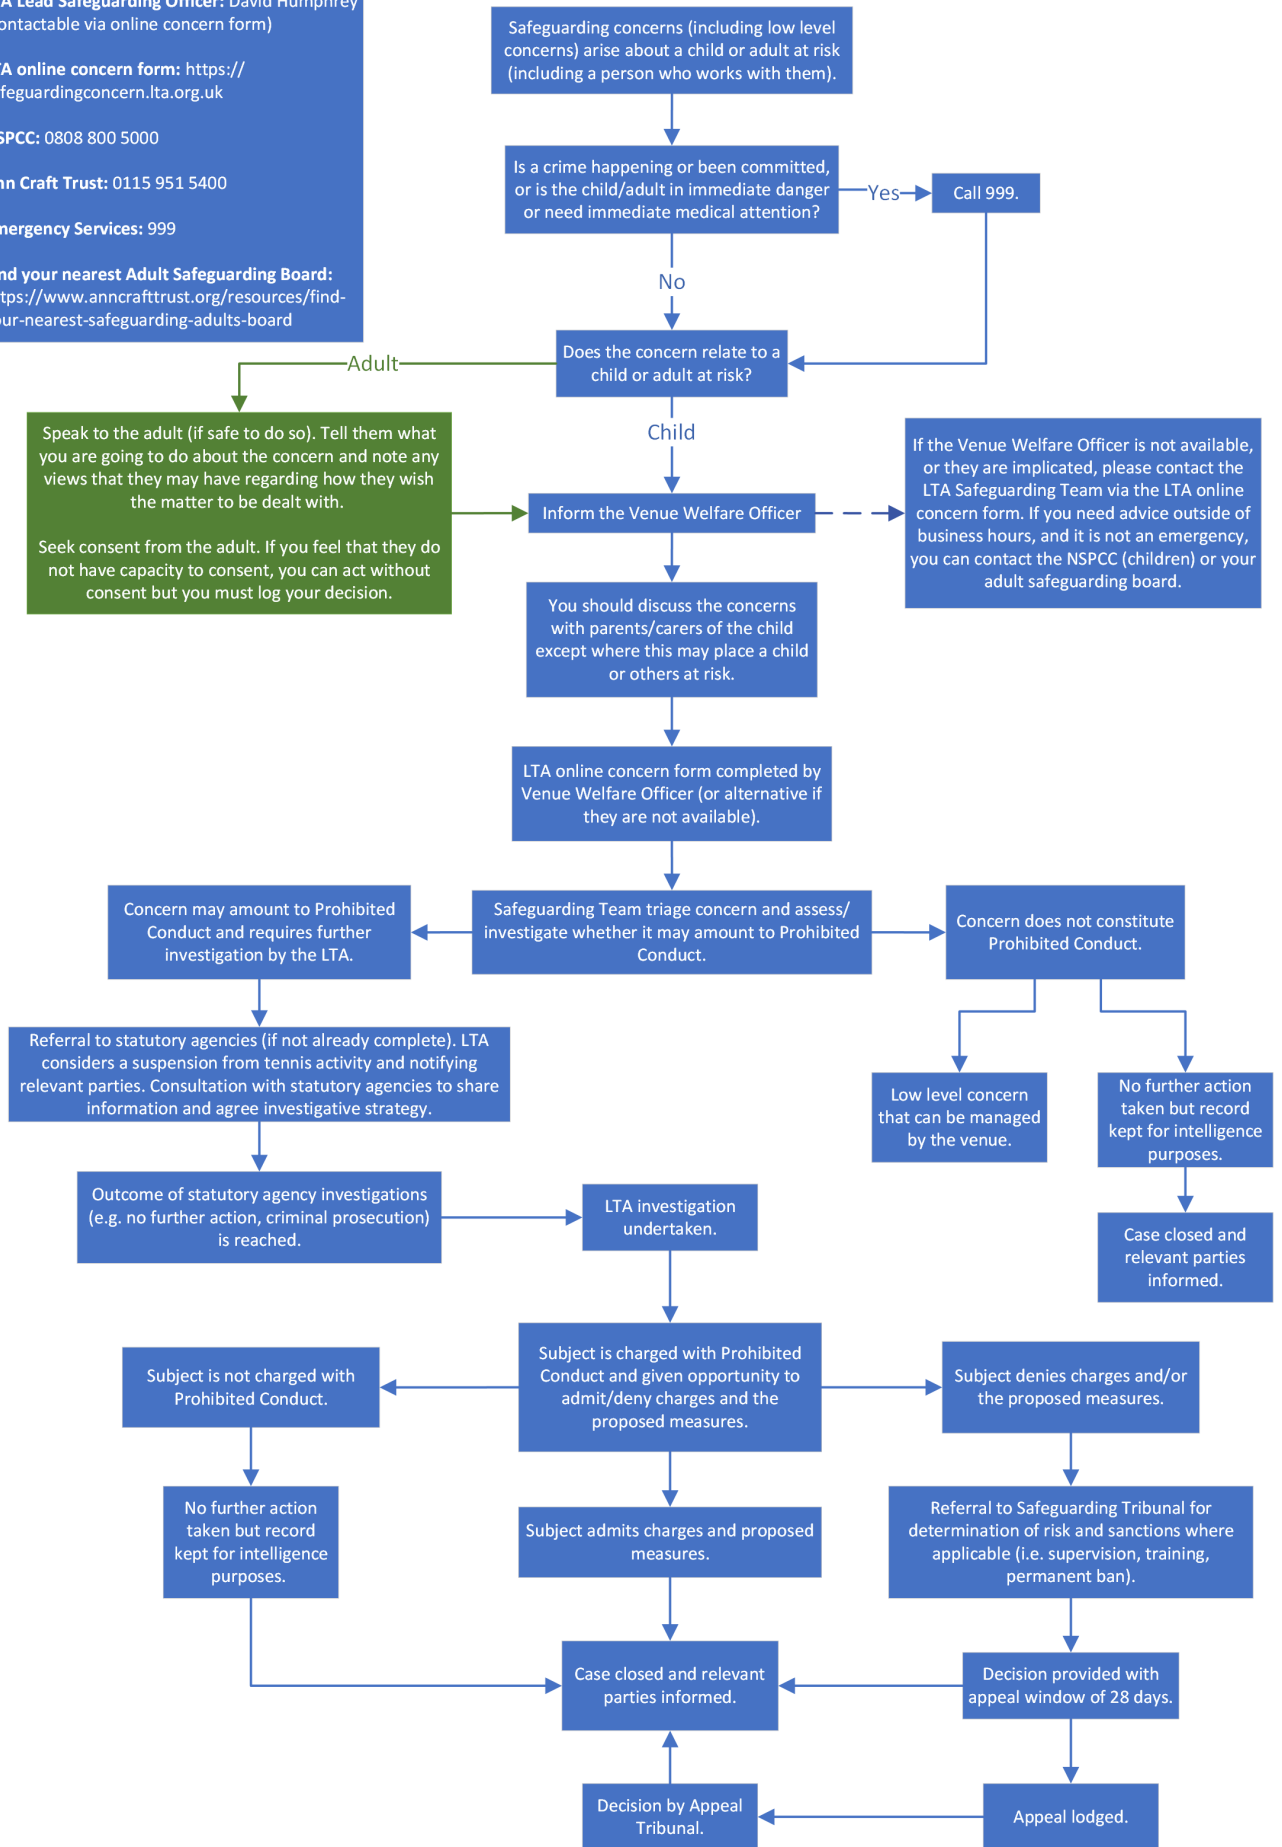 A Lead Safeguarding Officer: David Humphrey
ontactable via online concern form)
TA online concern form: https://
afeguardingconcern.lta.org.uk
SPCC: 0808 800 5000
nn Craft Trust: 0115 951 5400
mergency Services: 999
nd your nearest Adult Safeguarding Board:
ttps://www.anncrafttrust.org/resources/find-
our-nearest-safeguarding-adults-board
Safeguarding concerns (including low level
concerns) arise about a child or adult at risk
(including a person who works with them).
Is a crime happening or been committed,
or is the child/adult in immediate danger
or need immediate medical attention?
Yes
Call 999.
No
Does the concern relate to a
child or adult at risk?
Adult
Child
Speak to the adult (if safe to do so). Tell them what
you are going to do about the concern and note any
views that they may have regarding how they wish
the matter to be dealt with.
Seek consent from the adult. If you feel that they do
not have capacity to consent, you can act without
consent but you must log your decision.
Inform the Venue Welfare Officer
If the Venue Welfare Officer is not available,
or they are implicated, please contact the
LTA Safeguarding Team via the LTA online
concern form. If you need advice outside of
business hours, and it is not an emergency,
you can contact the NSPCC (children) or your
adult safeguarding board.
You should discuss the concerns
with parents/carers of the child
except where this may place a child
or others at risk.
LTA online concern form completed by
Venue Welfare Officer (or alternative if
they are not available).
Concern may amount to Prohibited
Conduct and requires further
investigation by the LTA.
Safeguarding Team triage concern and assess/
investigate whether it may amount to Prohibited
Conduct.
Concern does not constitute
Prohibited Conduct.
Referral to statutory agencies (if not already complete). LTA
considers a suspension from tennis activity and notifying
relevant parties. Consultation with statutory agencies to share
information and agree investigative strategy.
Low level concern
that can be managed
by the venue.
No further action
taken but record
kept for intelligence
purposes.
Outcome of statutory agency investigations
(e.g. no further action, criminal prosecution)
is reached.
LTA investigation
undertaken.
Case closed and
relevant parties
informed.
Subject is not charged with
Prohibited Conduct.
Subject is charged with Prohibited
Conduct and given opportunity to
admit/deny charges and the
proposed measures.
Subject denies charges and/or
the proposed measures.
No further action
taken but record
kept for intelligence
purposes.
Subject admits charges and proposed
measures.
Referral to Safeguarding Tribunal for
determination of risk and sanctions where
applicable (i.e. supervision, training,
permanent ban).
Case closed and relevant
parties informed.
Decision provided with
appeal window of 28 days.
Decision by Appeal
Tribunal.
Appeal lodged.